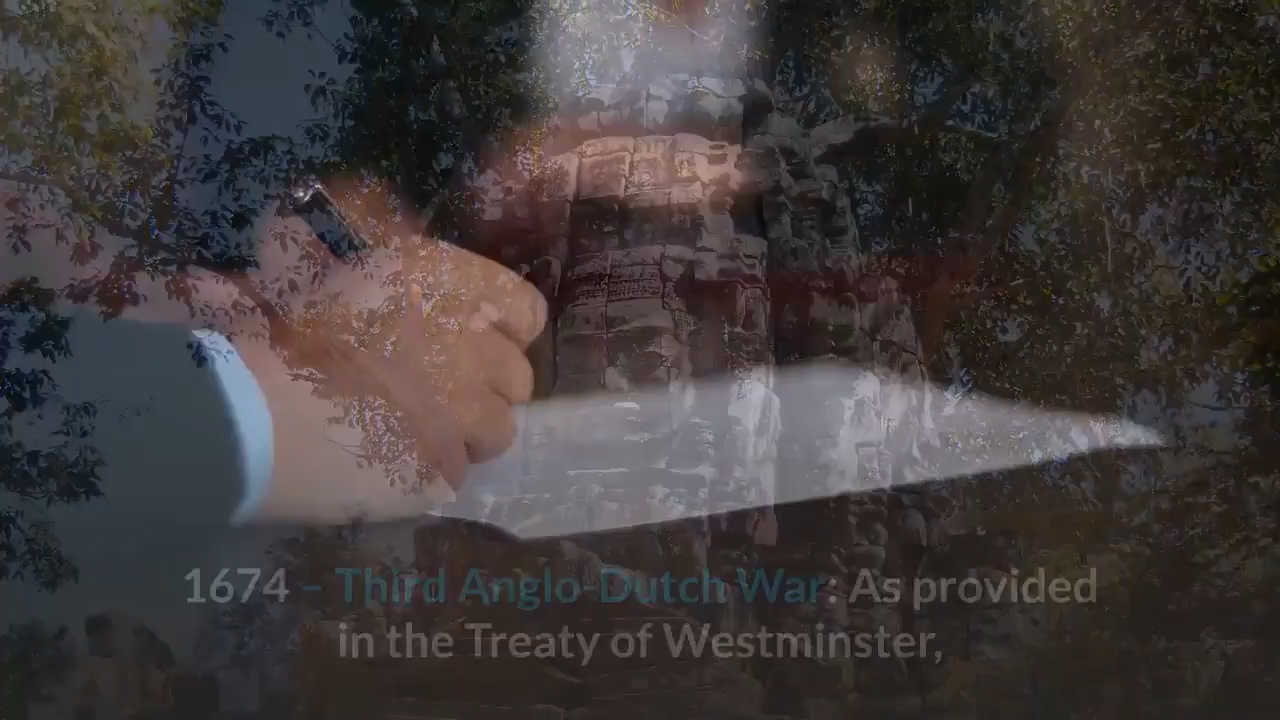 1674 – Third Anglo-Dutch War: As provided
in the Treaty of Westminster,